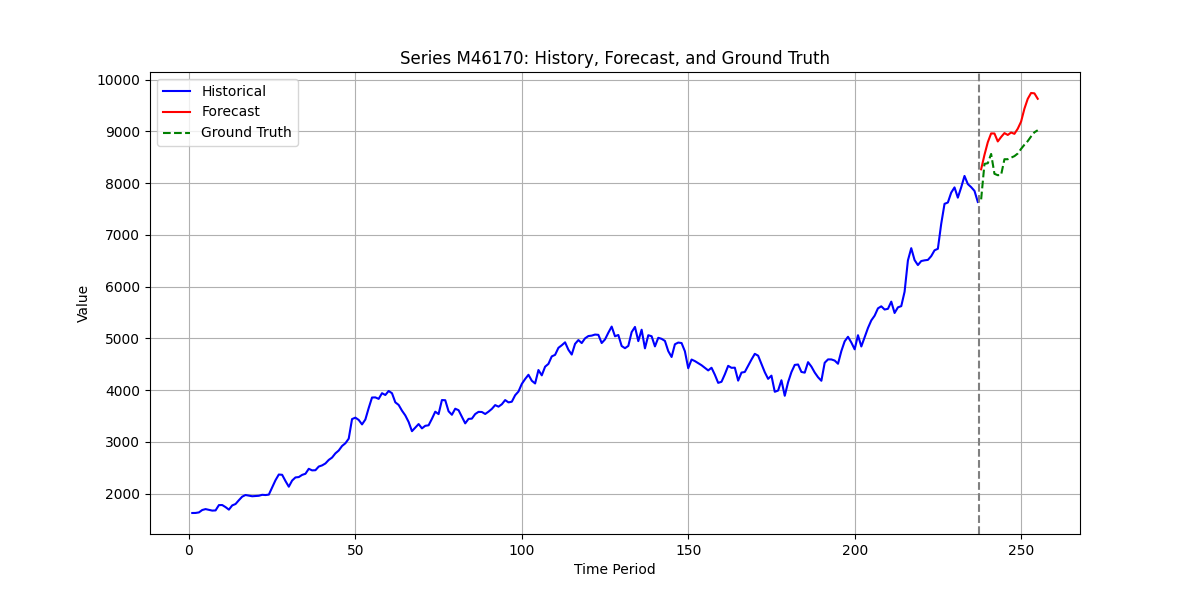 Series M46170: History, Forecast, and Ground Truth
Historical
Forecast
Ground Truth
10000
9000
8000
7000
6000
5000
4000
3000
2000
Value
0
50
100
150
200
250
Time Period